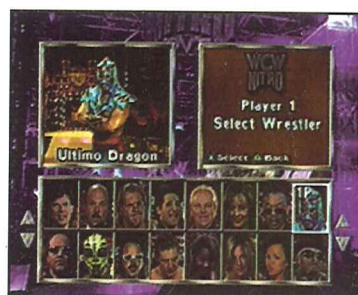 WCW
NITRO
Player 1
Select Wrestler
Ultimo Dragon
Select
Back
1P